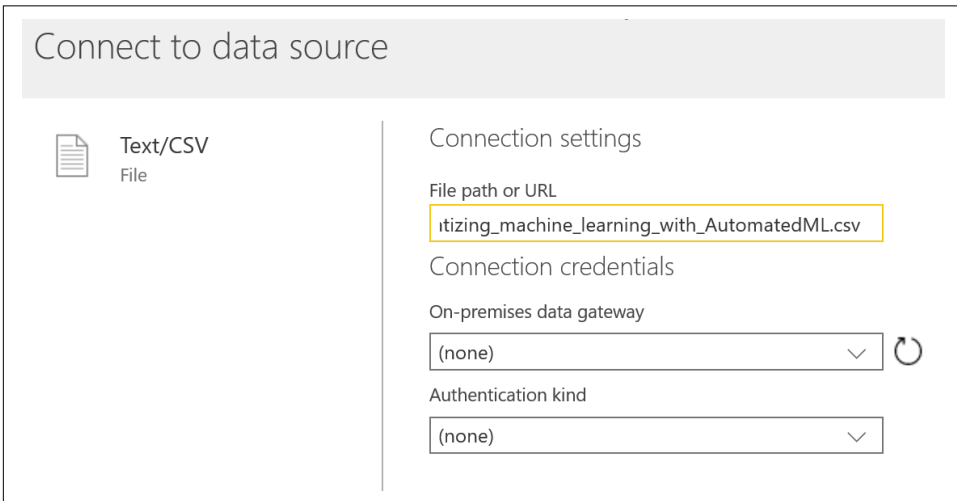 Connect to data source
Text/CSV
File
Connection settings
File path or URL
tizing_machine_learning_with_AutomatedML.csv
Connection credentials
On-premises data gateway
(none)
Authentication kind
(none)